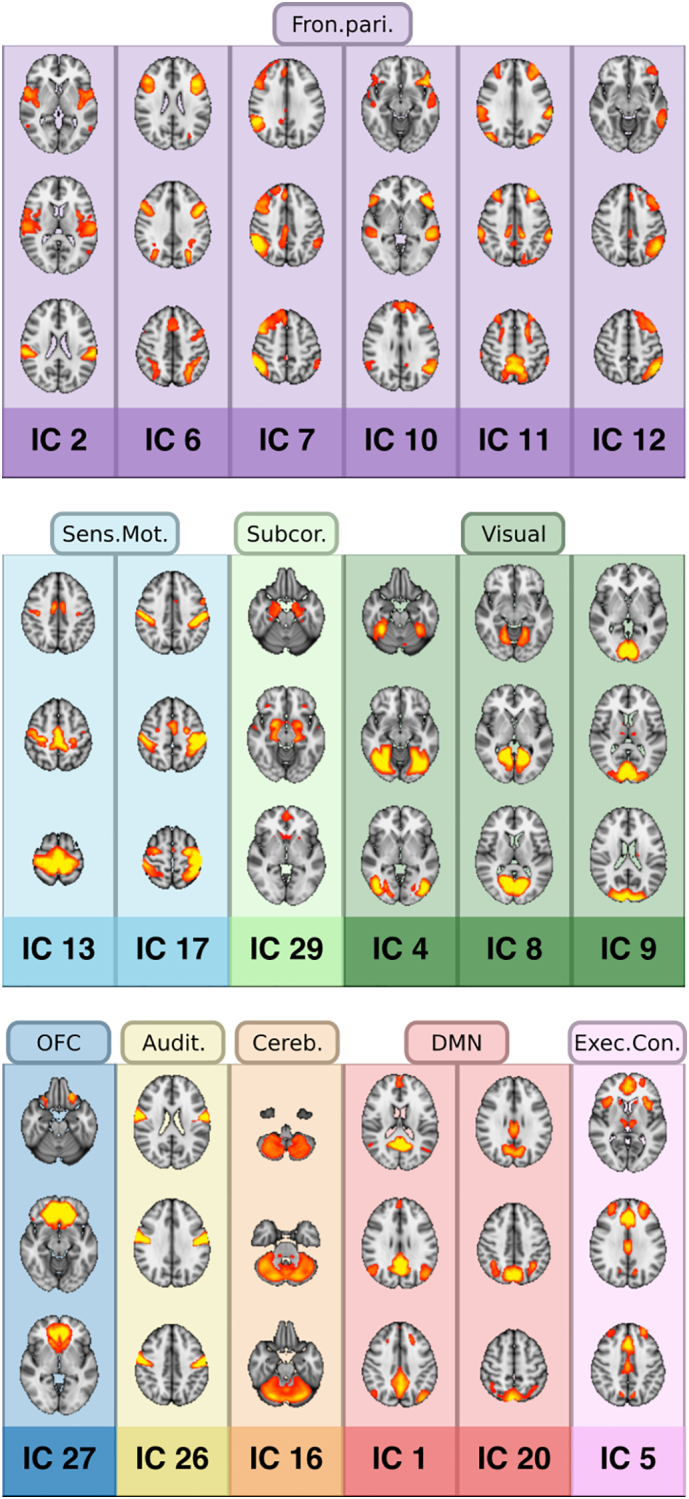 Fron.pari.
IC 2 IC 6 IC 7 IC 10 IC 11 IC 12
Sens.Mot. Subcor. Visual
IC 13 IC 17 IC 29 IC 4 IC 8 IC 9
OFC Audit. Cereb. DMN Exec.Con.
IC 27 IC 26 IC 16 IC 1 IC 20 IC 5